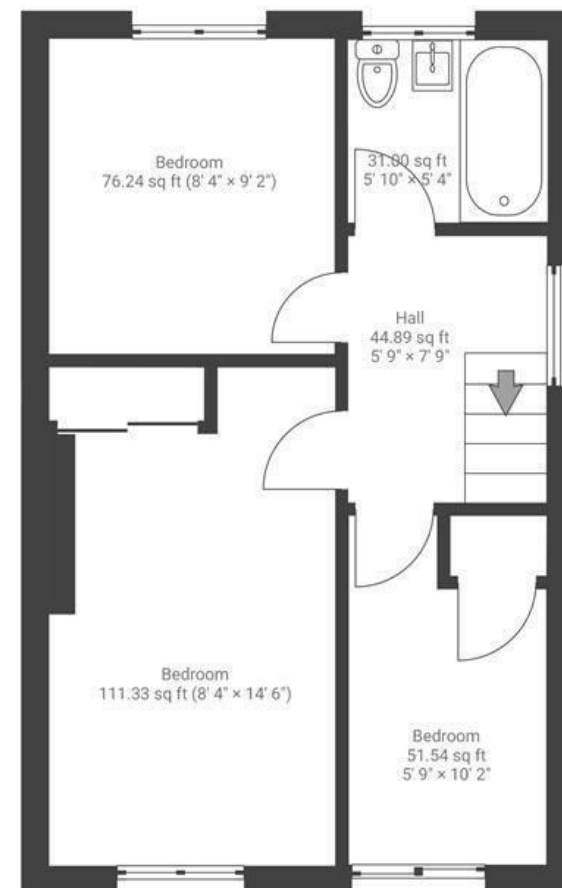 Bedroom
76.24 sq ft (8' 4" × 9' 2")
31.00 sq ft
5' 10" × 5' 4"
Hall
44.89 sq ft
5' 9" × 7' 9"
Bedroom
111.33 sq ft (8' 4" × 14' 6")
Bedroom
51.54 sq ft
5' 9" × 10' 2"